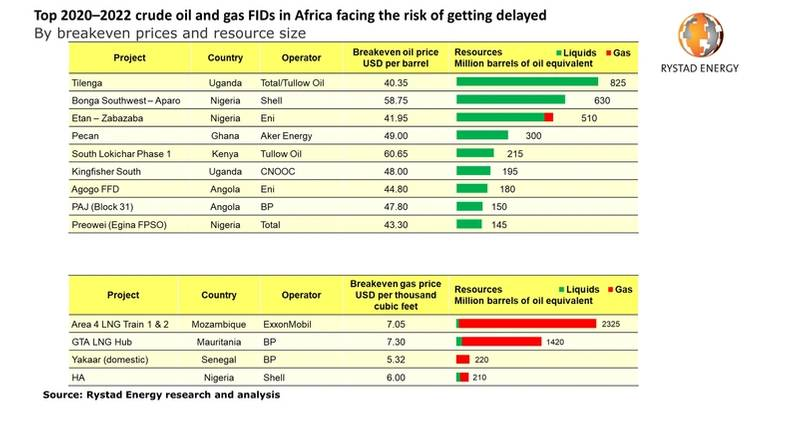 Top 2020–2022 crude oil and gas FIDs in Africa facing the risk of getting delayed
By breakeven prices and resource size
RYSTAD ENERGY
Project Country Operator Breakeven oil price USD per barrel Resources Million barrels of oil equivalent Liquids Gas
Tilenga Uganda Total/Tullow Oil 40.35 825
Bonga Southwest – Aparo Nigeria Shell 58.75 630
Etan – Zabazaba Nigeria Eni 41.95 510
Pecan Ghana Aker Energy 49.00 300
South Lokichar Phase 1 Kenya Tullow Oil 60.65 215
Kingfisher South Uganda CNOOC 48.00 195
Agogo FFD Angola Eni 44.80 180
PAJ (Block 31) Angola BP 47.80 150
Preowei (Egina FPSO) Nigeria Total 43.30 145
Project Country Operator Breakeven gas price USD per thousand cubic feet Resources Million barrels of oil equivalent Liquids Gas
Area 4 LNG Train 1 & 2 Mozambique ExxonMobil 7.05 2325
GTA LNG Hub Mauritania BP 7.30 1420
Yakaar (domestic) Senegal BP 5.32 220
HA Nigeria Shell 6.00 210
Source: Rystad Energy research and analysis